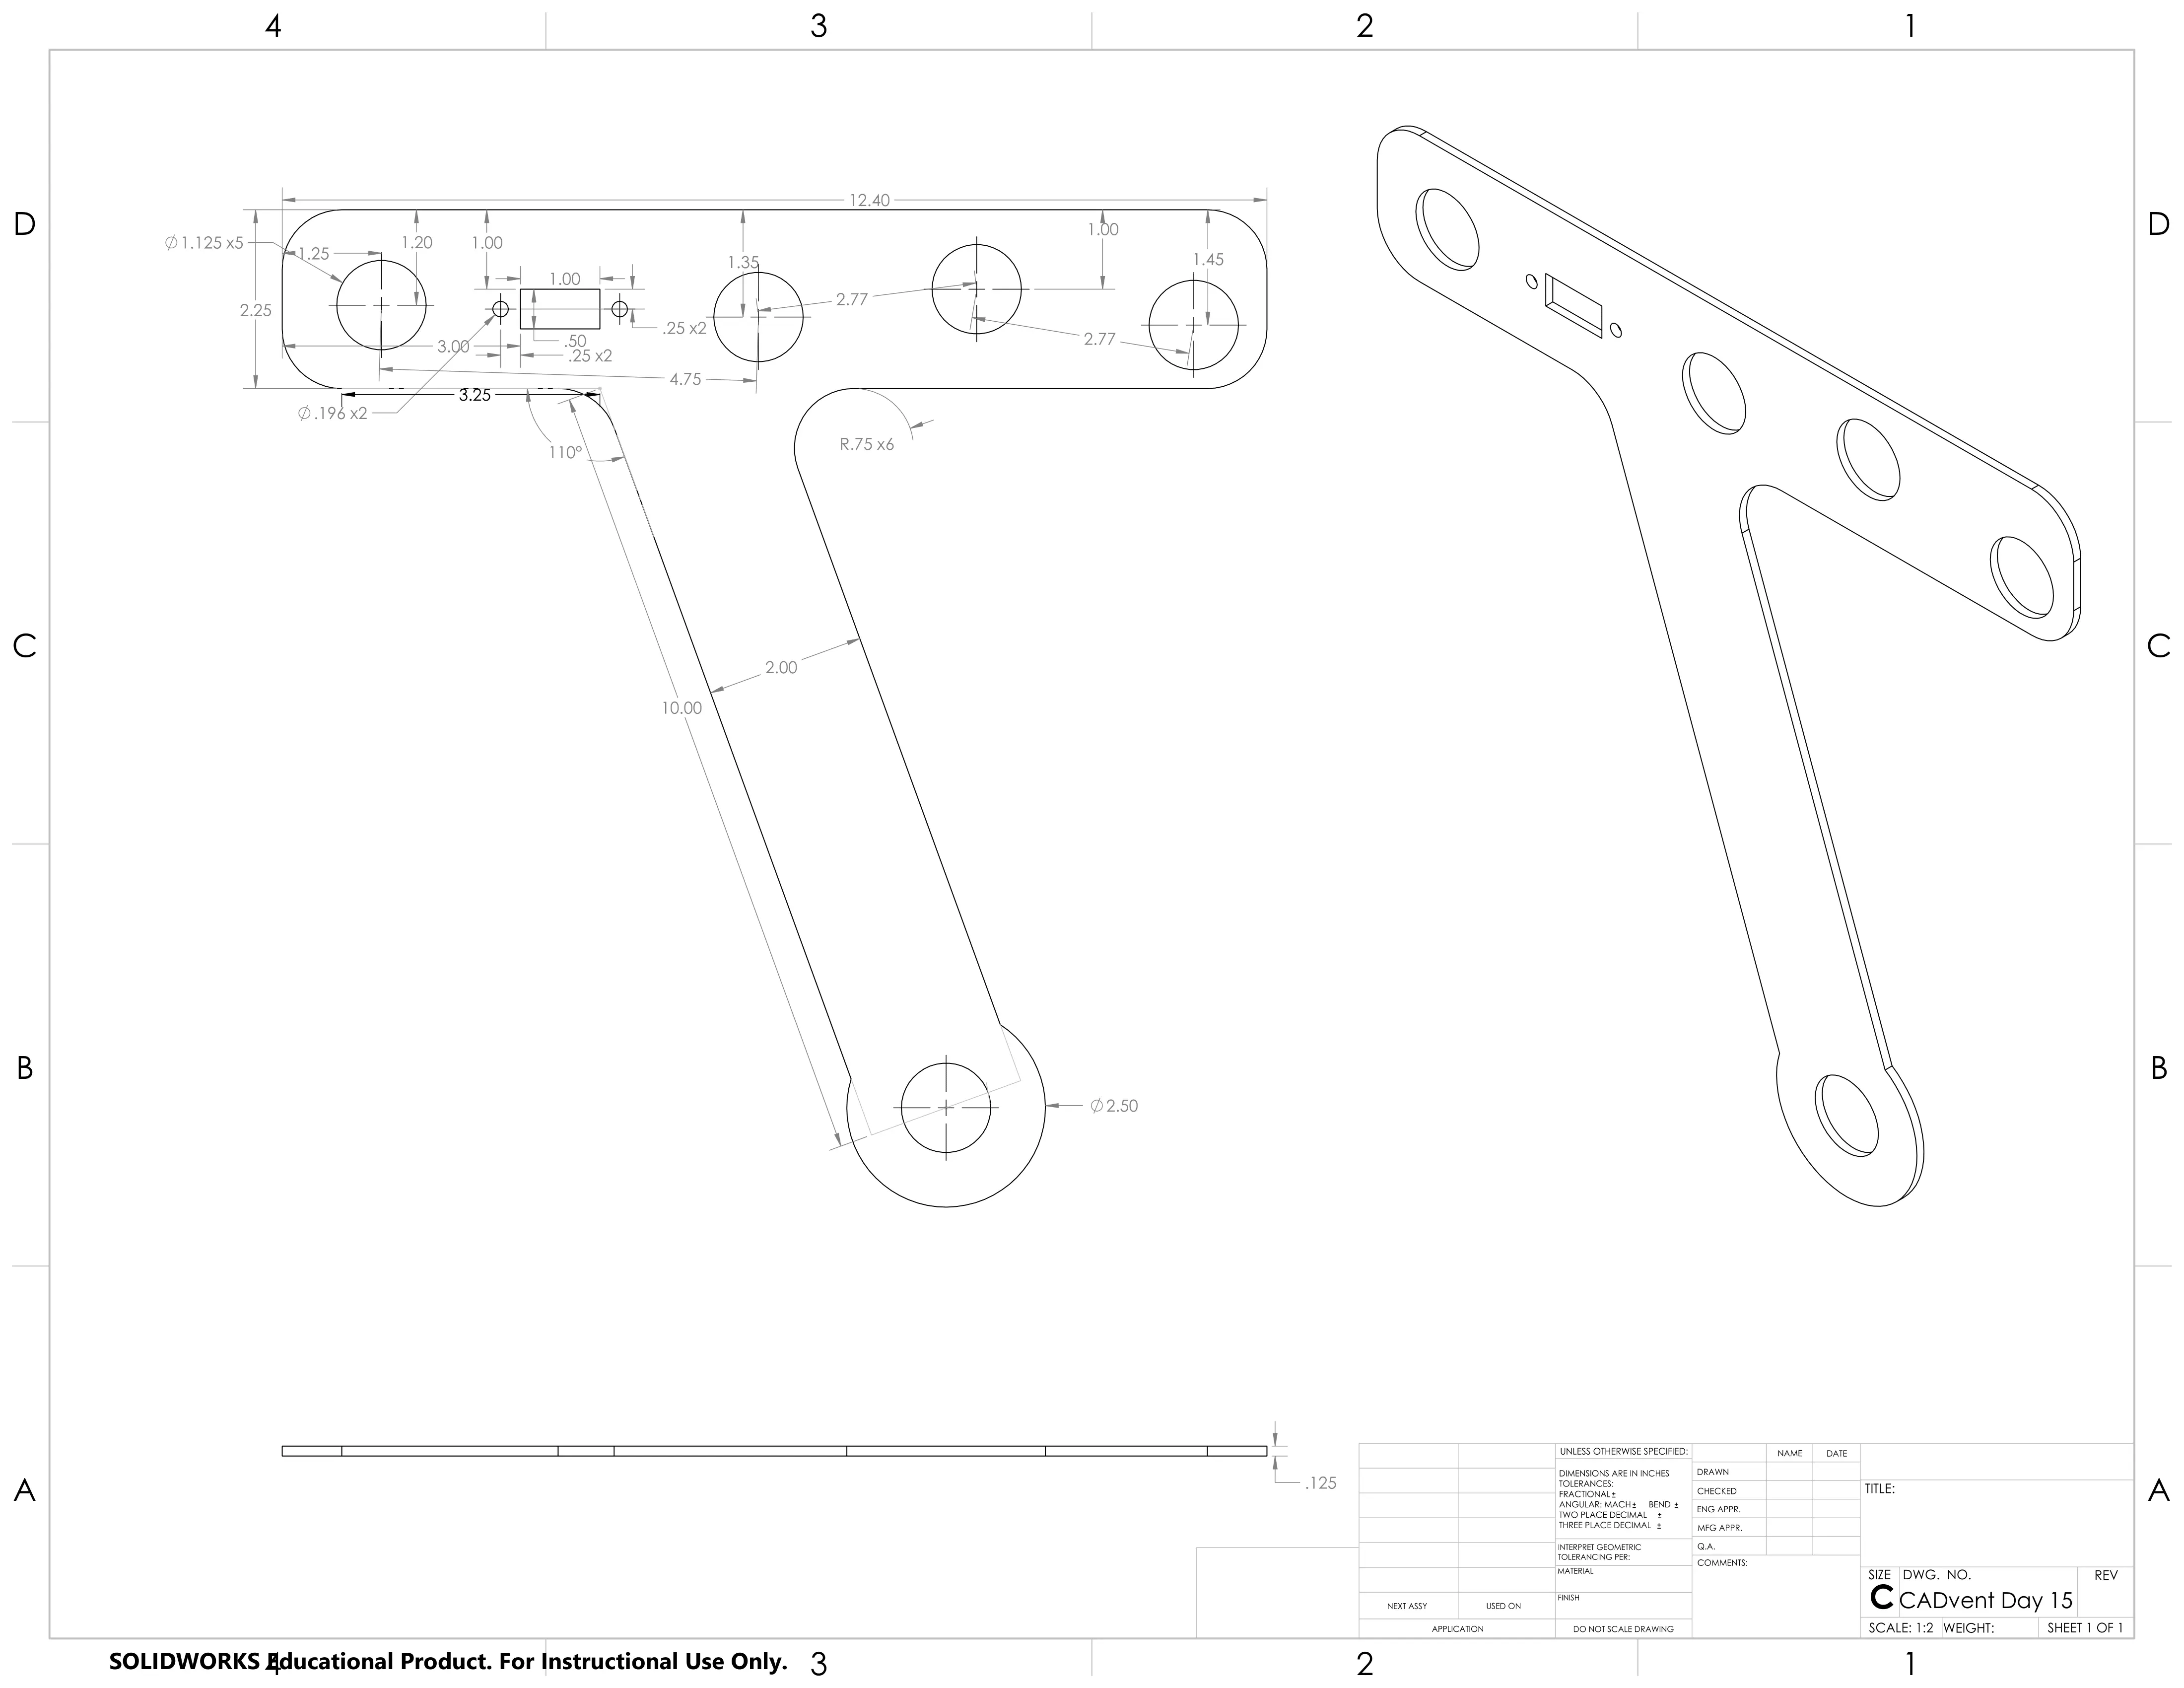 4 3 2 1
D D
12.40
Ø1.125 x5
1.25
1.20
1.00
1.00
1.35
1.00
1.45
2.25
1.00
2.77
2.77
.25 x2
.50
3.00
.25 x2
4.75
3.25
Ø.196 x2
110°
R.75 x6
C C
2.00
10.00
B B
Ø2.50
.125
A A
UNLESS OTHERWISE SPECIFIED:
DIMENSIONS ARE IN INCHES
TOLERANCES:
FRACTIONAL±
ANGULAR: MACH± BEND ±
TWO PLACE DECIMAL ±
THREE PLACE DECIMAL ±
INTERPRET GEOMETRIC
TOLERANCING PER:
MATERIAL
FINISH
NEXT ASSY USED ON
APPLICATION DO NOT SCALE DRAWING
NAME DATE
DRAWN
CHECKED
ENG APPR.
MFG APPR.
Q.A.
COMMENTS:
TITLE:
SIZE DWG. NO. REV
C CADvent Day 15
SCALE: 1:2 WEIGHT: SHEET 1 OF 1
SOLIDWORKS Educational Product. For Instructional Use Only.
4 3 2 1